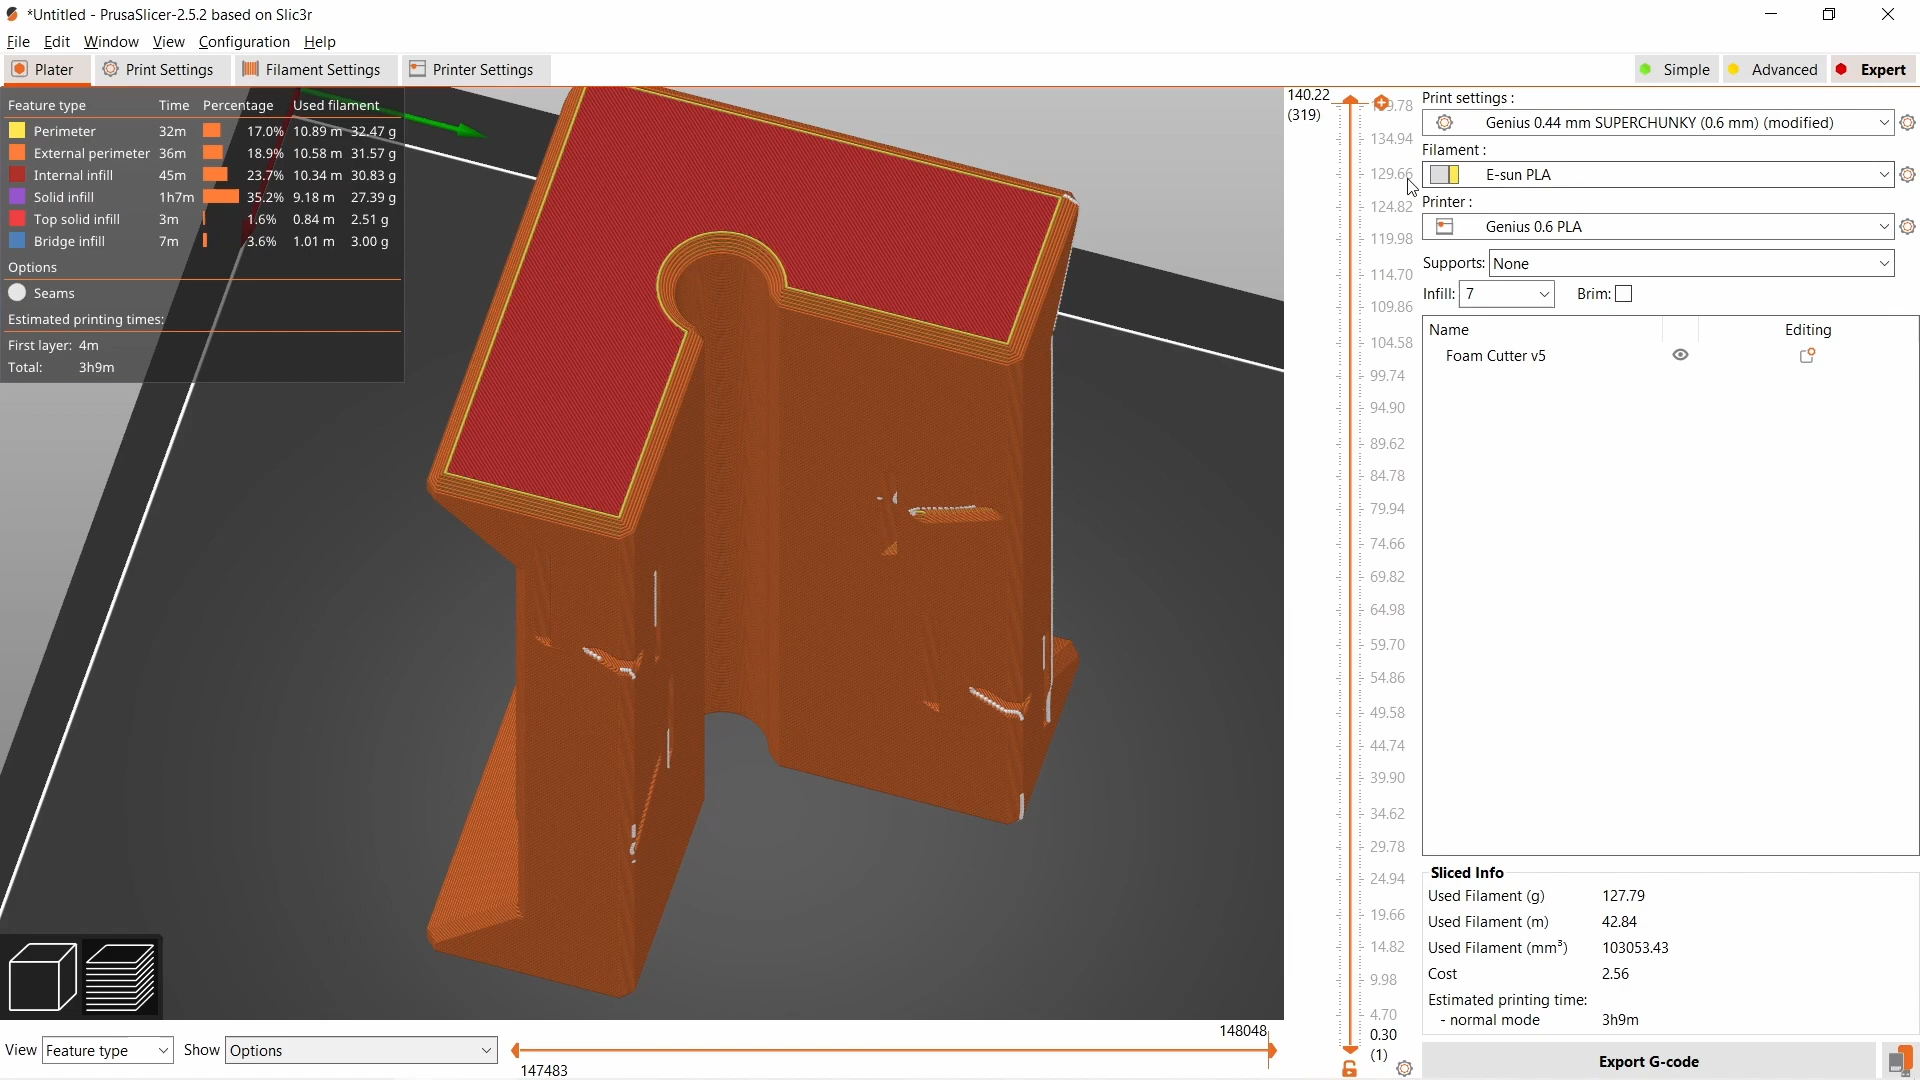 *Untitled - PrusaSlicer-2.5.2 based on Slic3r
File Edit Window View Configuration Help
Plater Print Settings Filament Settings Printer Settings Simple Advanced Expert
Feature type Time Percentage Used filament
Perimeter 32m 17.0% 10.89 m 32.47 g
External perimeter 36m 18.9% 10.58 m 31.57 g
Internal infill 45m 23.7% 10.34 m 30.83 g
Solid infill 1h7m 35.2% 9.18 m 27.39 g
Top solid infill 3m 1.6% 0.84 m 2.51 g
Bridge infill 7m 3.6% 1.01 m 3.00 g
Options
Seams
Estimated printing times:
First layer: 4m
Total: 3h9m
View Feature type Show Options
148048
147483
140.22
(319)
134.94
129.66
124.82
119.98
114.70
109.86
104.58
99.74
94.90
89.62
84.78
79.94
74.66
69.82
64.98
59.70
54.86
49.58
44.74
39.90
34.62
29.78
24.94
19.66
14.82
9.98
4.70
0.30
(1)
Print settings :
Genius 0.44 mm SUPERCHUNKY (0.6 mm) (modified)
Filament :
E-sun PLA
Printer :
Genius 0.6 PLA
Supports: None
Infill: 7 Brim:
Name Editing
Foam Cutter v5
Sliced Info
Used Filament (g) 127.79
Used Filament (m) 42.84
Used Filament (mm³) 103053.43
Cost 2.56
Estimated printing time:
- normal mode 3h9m
Export G-code